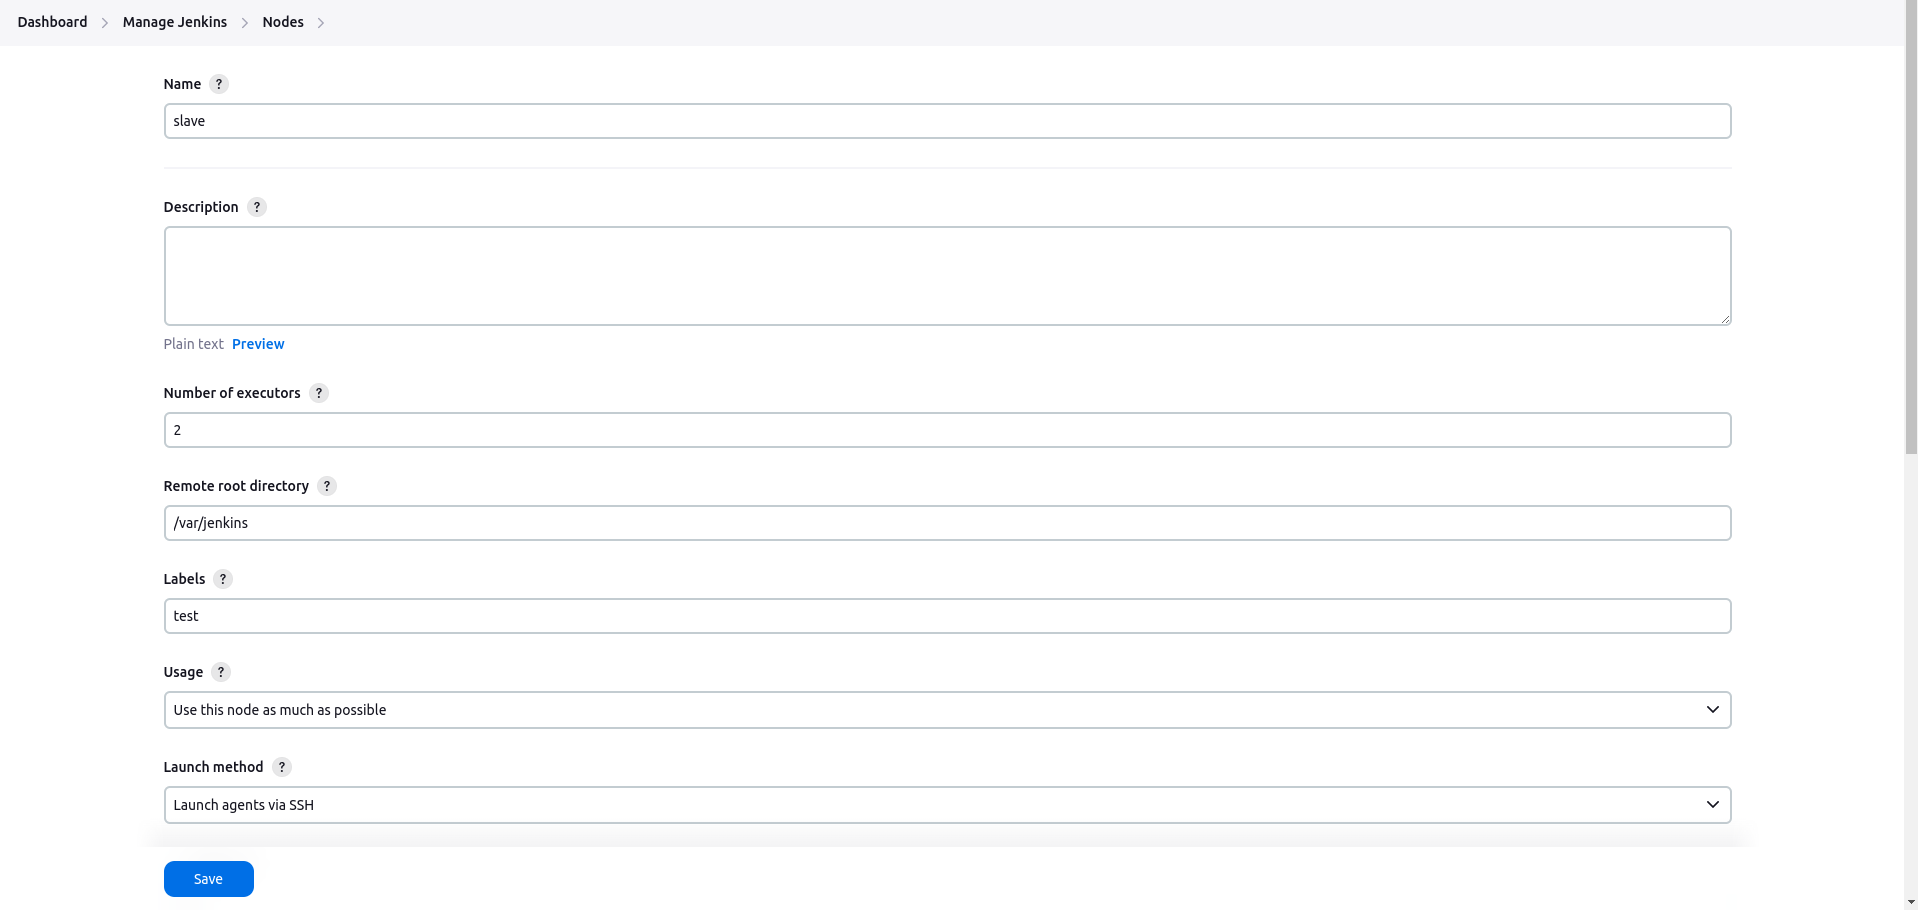 Dashboard > Manage Jenkins > Nodes >
Name ?
slave
Description ?
Plain text Preview
Number of executors ?
2
Remote root directory ?
/var/jenkins
Labels ?
test
Usage ?
Use this node as much as possible
Launch method ?
Launch agents via SSH
Save